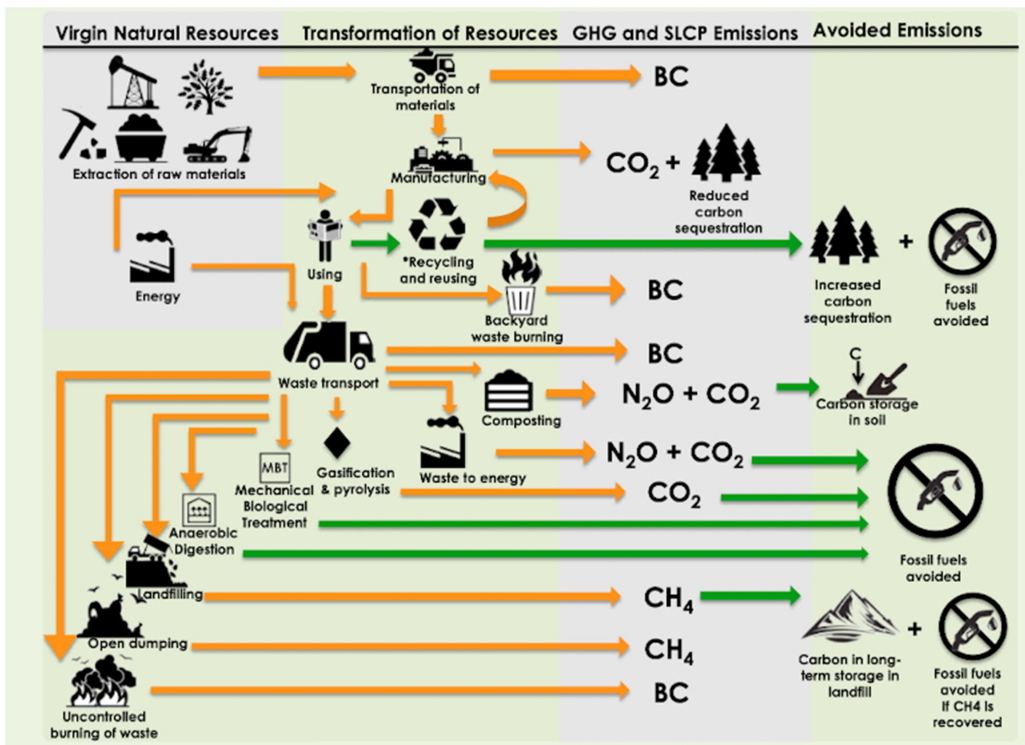 Virgin Natural Resources
Transformation of Resources
GHG and SLCP Emissions
Avoided Emissions
Transportation of
materials
BC
Extraction of raw materials
Manufacturing
CO₂ +
Reduced
carbon
sequestration
Energy
Using
*Recycling
and reusing
Increased
carbon
sequestration
+
Fossil
fuels
avoided
Backyard
waste burning
BC
Waste transport
BC
Composting
N₂O + CO₂
C
Carbon storage
in soil
Waste to energy
N₂O + CO₂
Gasification
& pyrolysis
CO₂
MBT
Mechanical
Biological
Treatment
Anaerobic
Digestion
Fossil fuels
avoided
Landfilling
CH₄
Carbon in long-
term storage in
landfill
+
Fossil fuels
avoided
If CH4 is
recovered
Open dumping
CH₄
Uncontrolled
burning of waste
BC